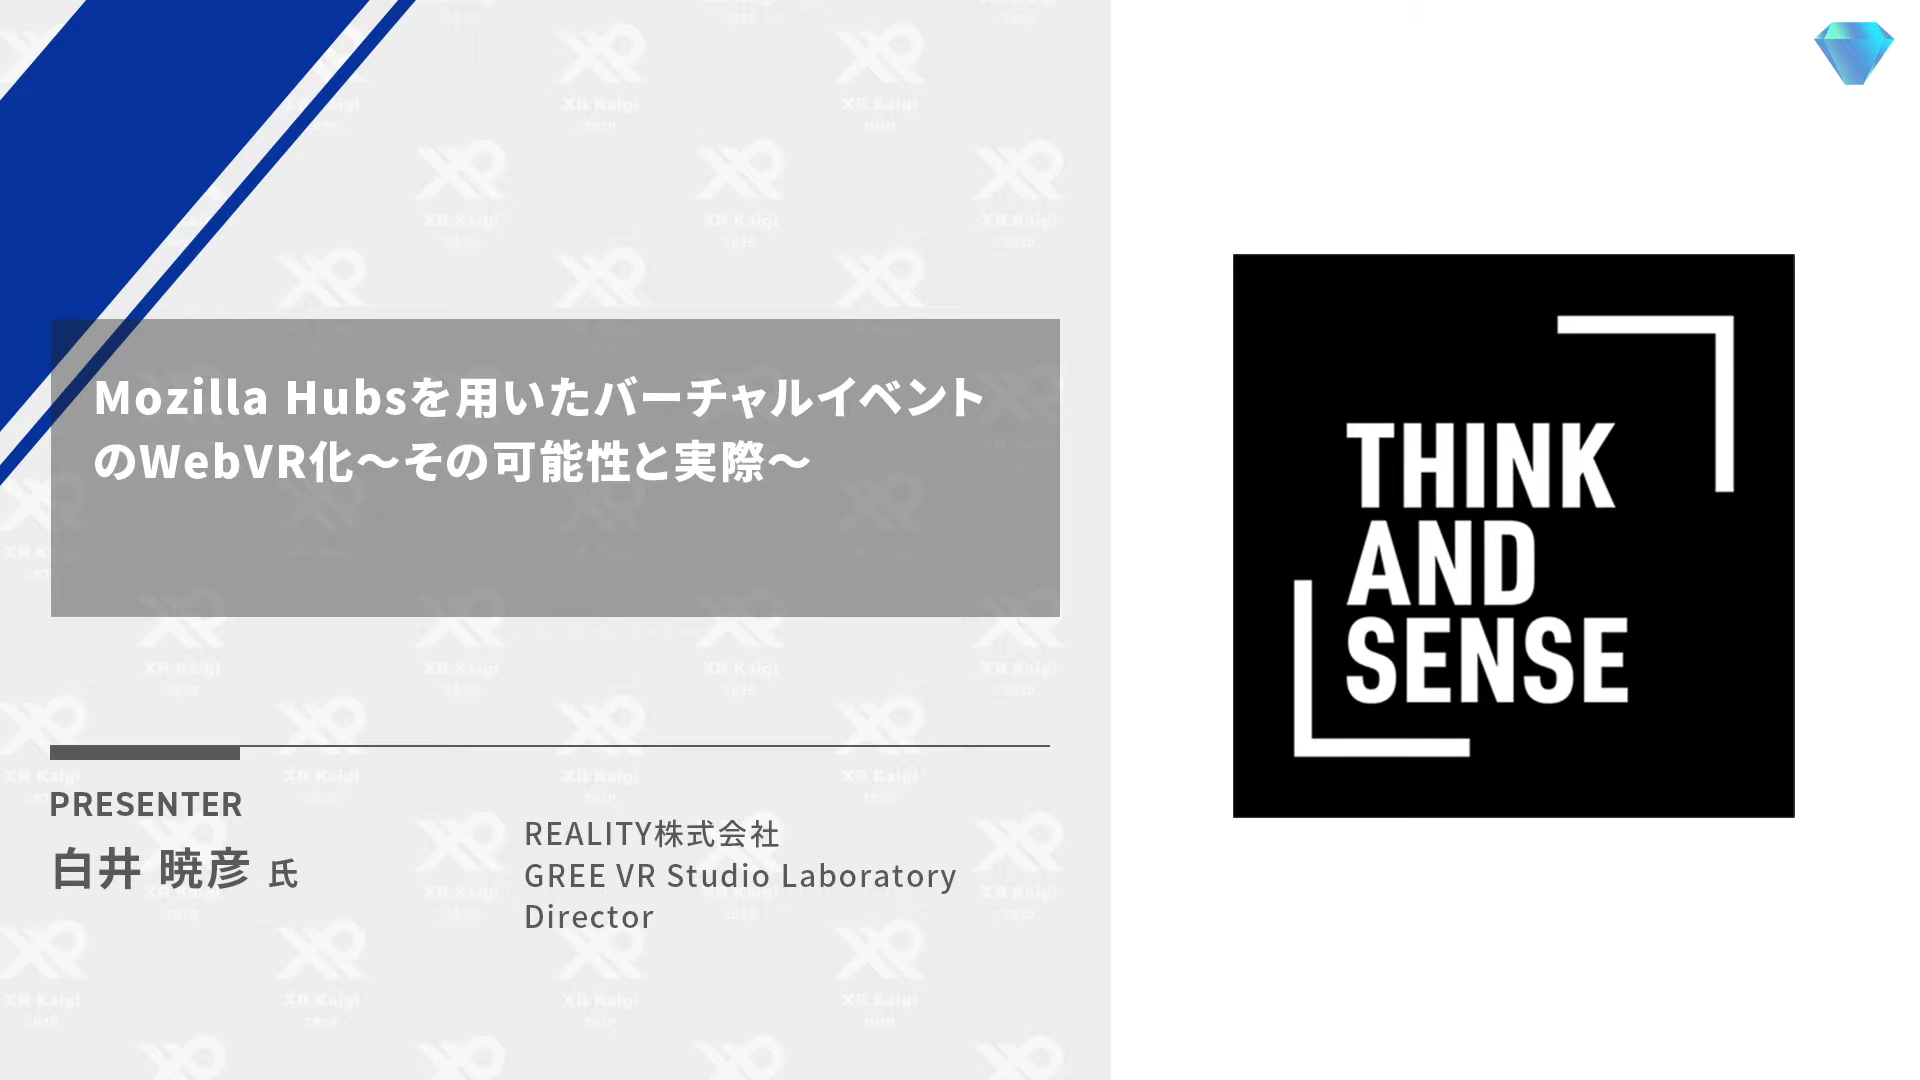 Mozilla Hubsを用いたバーチャルイベント
のWebVR化〜その可能性と実際〜
PRESENTER
白井 暁彦 氏
REALITY株式会社
GREE VR Studio Laboratory
Director
THINK
AND
SENSE
XR Kaigi